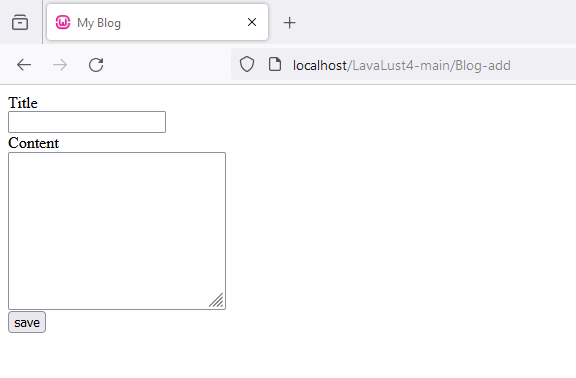 My Blog
localhost/LavaLust4-main/Blog-add
Title
Content
save